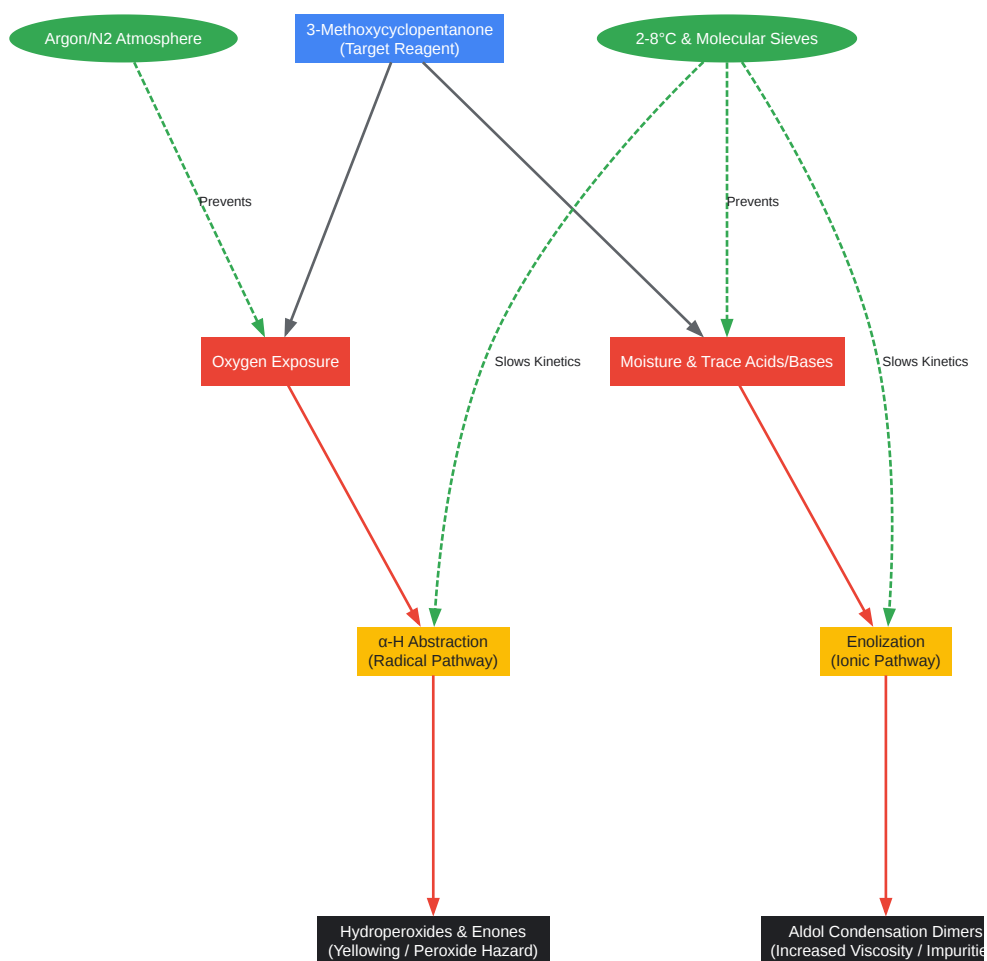 Argon/N2 Atmosphere
3-Methoxycyclopentanone
(Target Reagent)
2-8°C & Molecular Sieves
Prevents
Prevents
Oxygen Exposure
Slows Kinetics
Moisture & Trace Acids/Bases
Slows Kinetics
α-H Abstraction
(Radical Pathway)
Enolization
(Ionic Pathway)
Hydroperoxides & Enones
(Yellowing / Peroxide Hazard)
Aldol Condensation Dimers
(Increased Viscosity /